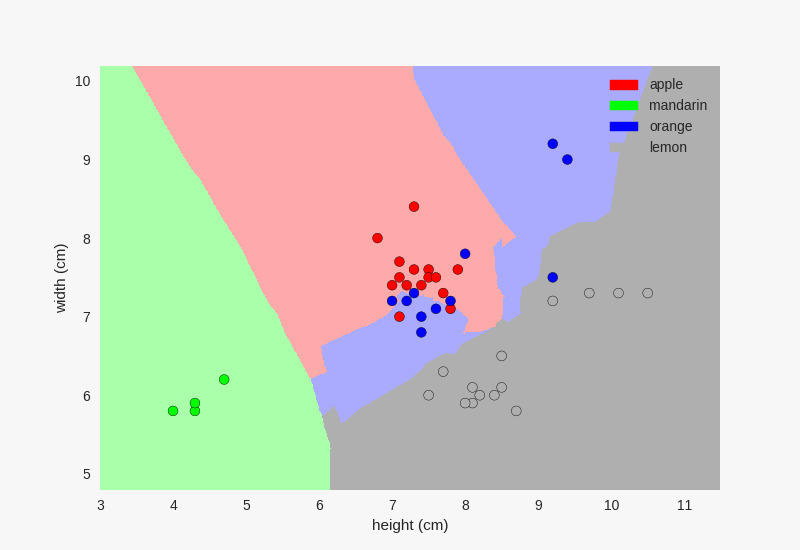 10
9
8
7
6
5
width (cm)
apple
mandarin
orange
lemon
3 4 5 6 7 8 9 10 11
height (cm)